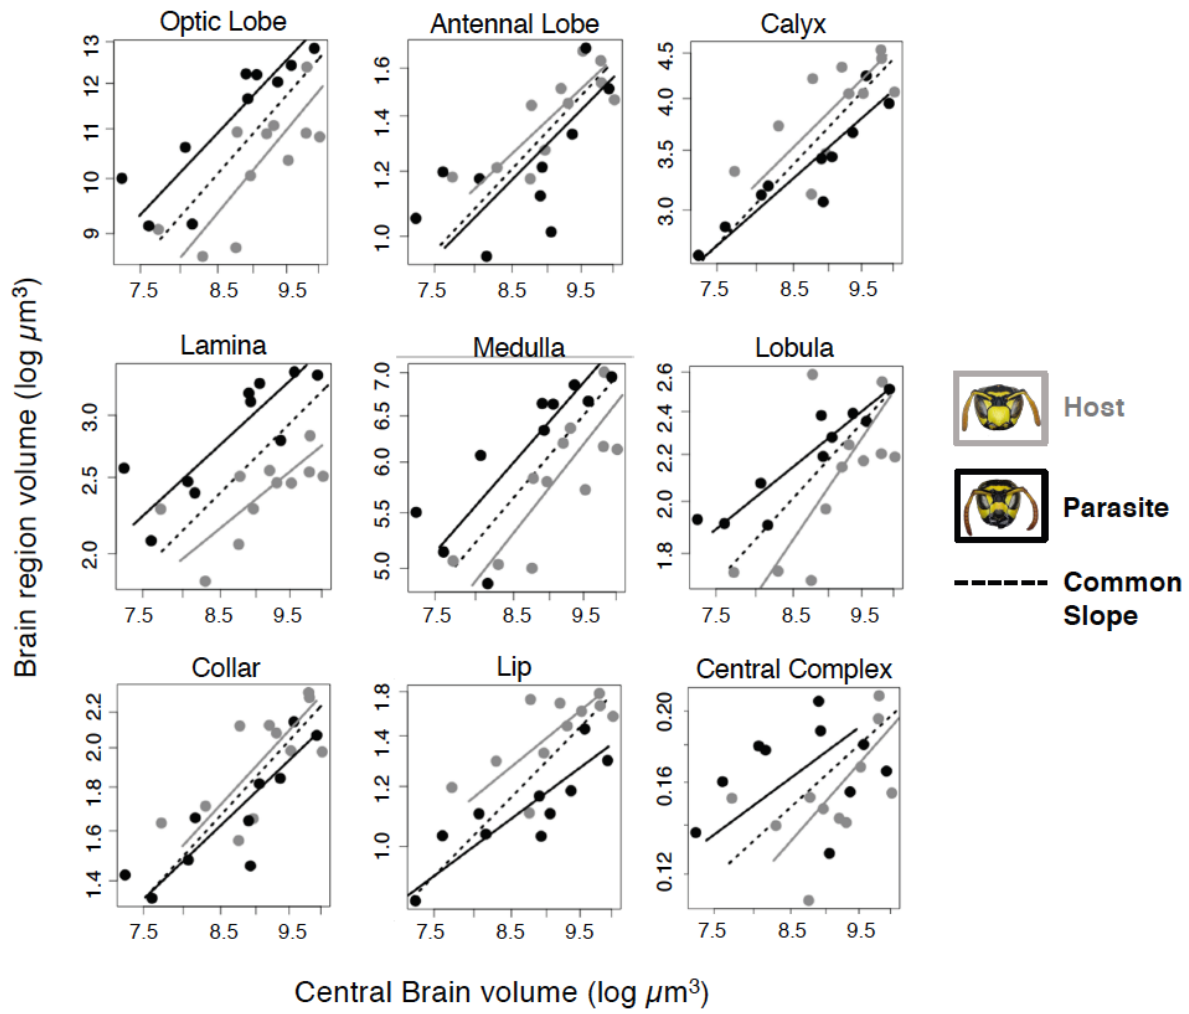 Optic Lobe
Antennal Lobe
Calyx
13
12
11
10
9
7.5 8.5 9.5
1.6
1.4
1.2
1.0
7.5 8.5 9.5
4.5
4.0
3.5
3.0
7.5 8.5 9.5
Brain region volume (log µm³)
Lamina
Medulla
Lobula
3.0
2.5
2.0
7.5 8.5 9.5
7.0
6.5
6.0
5.5
5.0
7.5 8.5 9.5
2.6
2.4
2.2
2.0
1.8
7.5 8.5 9.5
Host
Parasite
Common
Slope
Collar
Lip
Central Complex
2.2
2.0
1.8
1.6
1.4
7.5 8.5 9.5
1.8
1.4
1.2
1.0
7.5 8.5 9.5
0.20
0.16
0.12
7.5 8.5 9.5
Central Brain volume (log µm³)